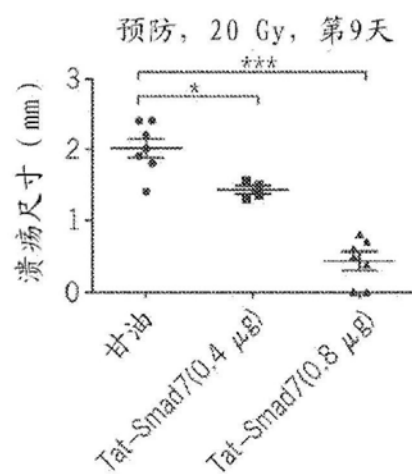 预防, 20 Gy, 第9天
***
*
溃疡尺寸 (mm)
3
2
1
0
甘油
Tat-Smad7(0,4 μg)
Tat-Smad7(0,8 μg)